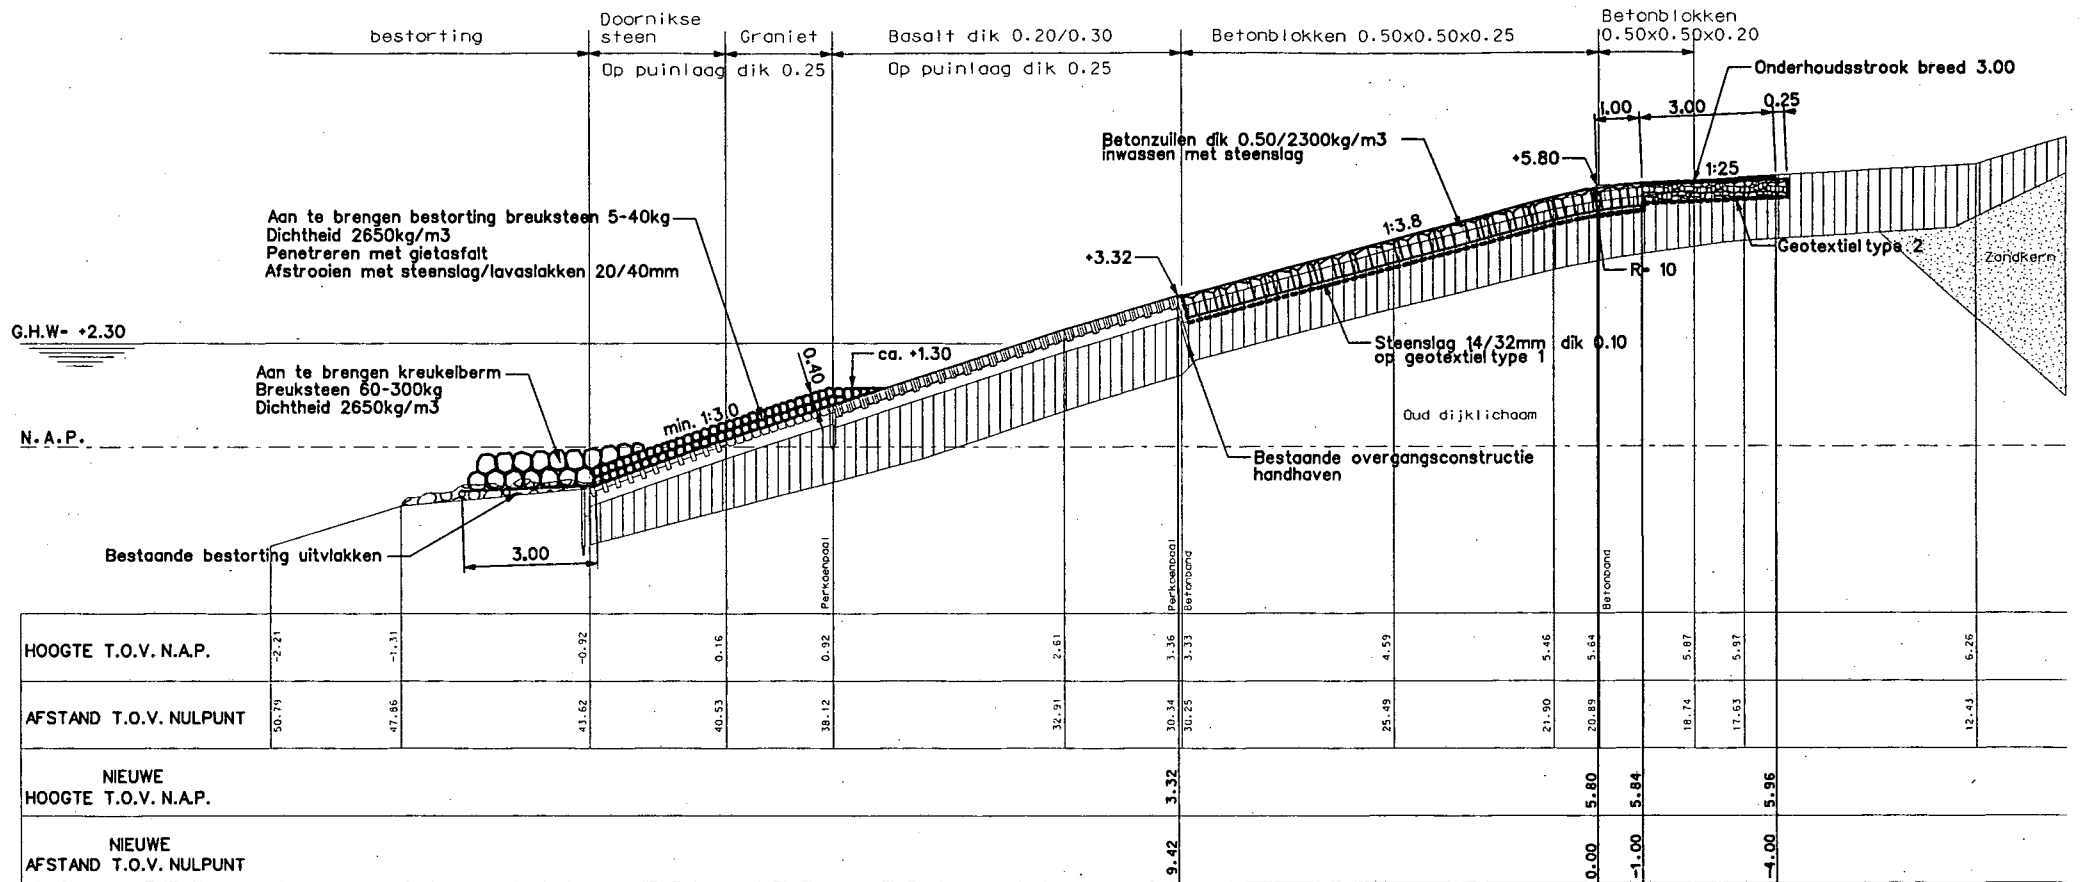 bestorting
Doornikse
steen
Graniet
Basalt dik 0.20/0.30
Betonblokken 0.50x0.50x0.25
Betonblokken
0.50x0.50x0.20
Op puinlaag dik 0.25
Op puinlaag dik 0.25
Onderhoudsstrook breed 3.00
1.00
3.00
0.25
Betonzuilen dik 0.50/2300kg/m3
inwassen met steenslag
+5.80
1:25
1:3.8
Aan te brengen bestorting breuksteen 5-40kg
Dichtheid 2650kg/m3
Penetreren met gietasfalt
Afstrooien met steenslag/lavaslakken 20/40mm
+3.32
Geotextiel type 2
R= 10
Zandkern
G.H.W= +2.30
Steenslag 14/32mm dik 0.10
op geotextiel type 1
0.40
ca. +1.30
Aan te brengen kreukelberm
Breuksteen 60-300kg
Dichtheid 2650kg/m3
min. 1:3.0
Oud dijklichaam
N.A.P.
Bestaande overgangsconstructie
handhaven
Bestaande bestorting uitvlakken
3.00
Perkoenpaal
Perkoenpaal
Betonband
Betonband
HOOGTE T.O.V. N.A.P.
-2.21
-1.31
-0.92
0.16
0.92
2.61
3.36
3.33
4.59
5.46
5.64
5.87
5.97
6.26
AFSTAND T.O.V. NULPUNT
50.79
47.86
43.62
40.53
38.12
32.91
30.34
30.25
25.49
21.90
20.89
18.74
17.63
12.43
NIEUWE
HOOGTE T.O.V. N.A.P.
3.32
5.80
5.84
5.96
NIEUWE
AFSTAND T.O.V. NULPUNT
9.42
0.00
-1.00
-4.00